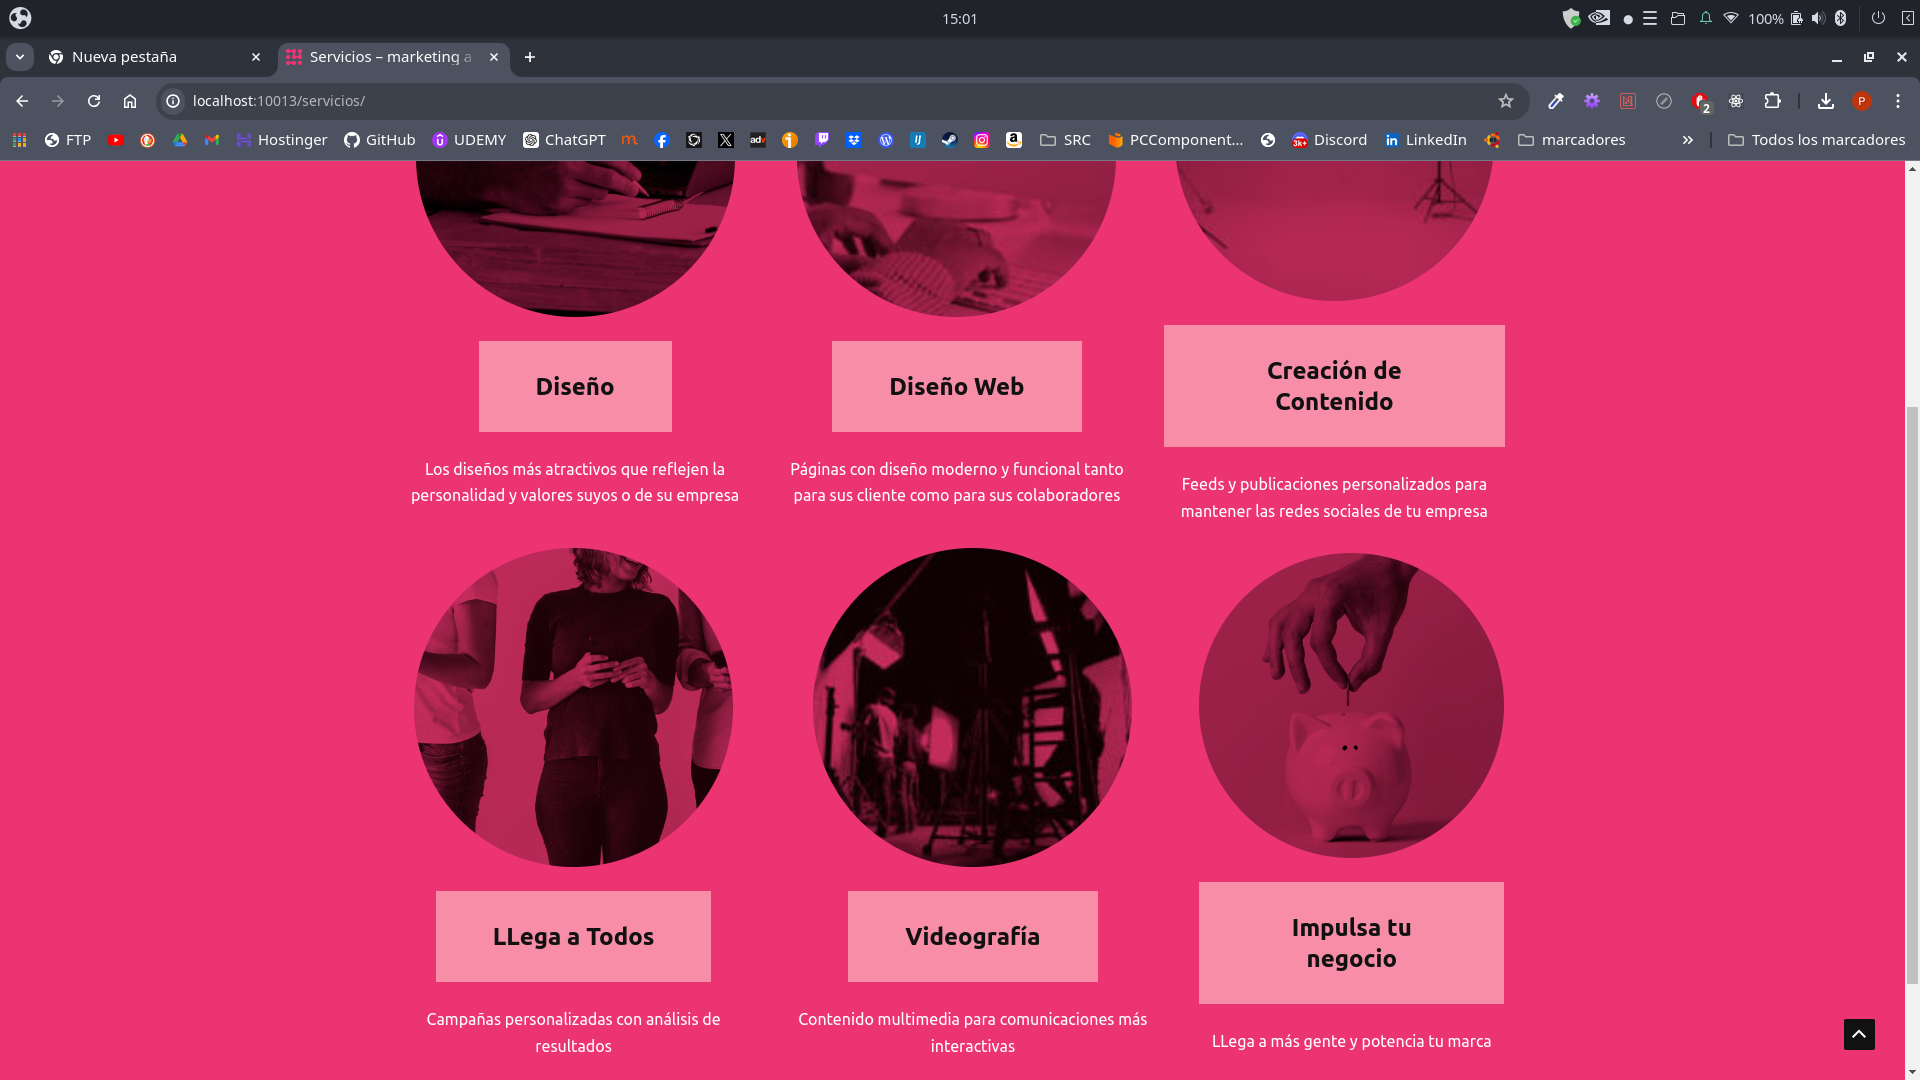 15:01
100%
Nueva pestaña
Servicios – marketing a
localhost:10013/servicios/
2
P
FTP
Hostinger
GitHub
UDEMY
ChatGPT
SRC
PCComponent...
3k+
Discord
LinkedIn
marcadores
»
Todos los marcadores
Diseño
Diseño Web
Creación de
Contenido
Los diseños más atractivos que reflejen la
personalidad y valores suyos o de su empresa
Páginas con diseño moderno y funcional tanto
para sus cliente como para sus colaboradores
Feeds y publicaciones personalizados para
mantener las redes sociales de tu empresa
LLega a Todos
Videografía
Impulsa tu
negocio
Campañas personalizadas con análisis de
resultados
Contenido multimedia para comunicaciones más
interactivas
LLega a más gente y potencia tu marca